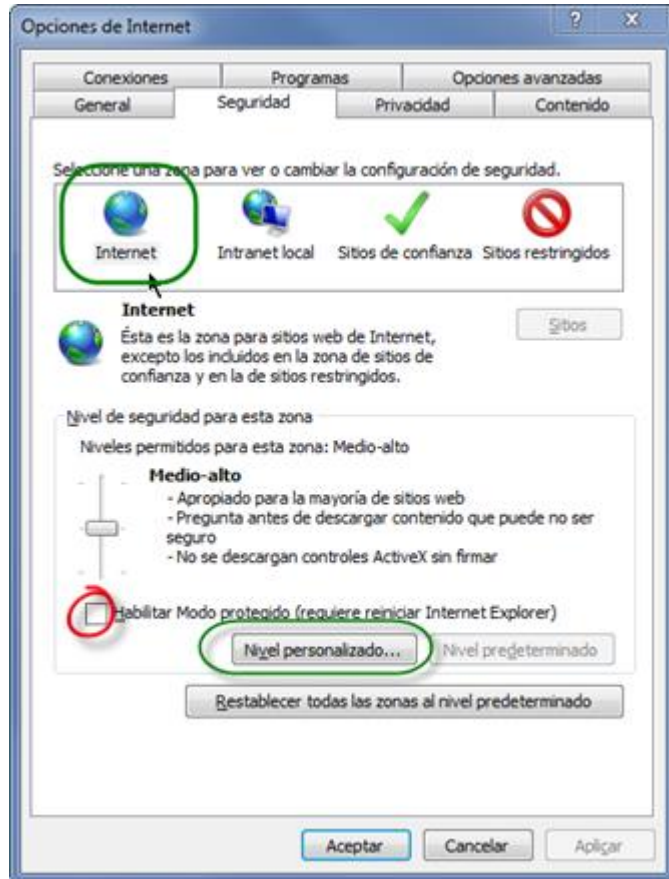 Opciones de Internet
Conexiones Programas Opciones avanzadas
General Seguridad Privacidad Contenido
Seleccione una zona para ver o cambiar la configuración de seguridad.
Internet Intranet local Sitios de confianza Sitios restringidos
Internet
Sitios
Ésta es la zona para sitios web de Internet,
excepto los incluidos en la zona de sitios de
confianza y en la de sitios restringidos.
Nivel de seguridad para esta zona
Niveles permitidos para esta zona: Medio-alto
Medio-alto
- Apropiado para la mayoría de sitios web
- Pregunta antes de descargar contenido que puede no ser
seguro
- No se descargan controles ActiveX sin firmar
Habilitar Modo protegido (requiere reiniciar Internet Explorer)
Nivel personalizado... Nivel predeterminado
Restablecer todas las zonas al nivel predeterminado
Aceptar Cancelar Aplicar